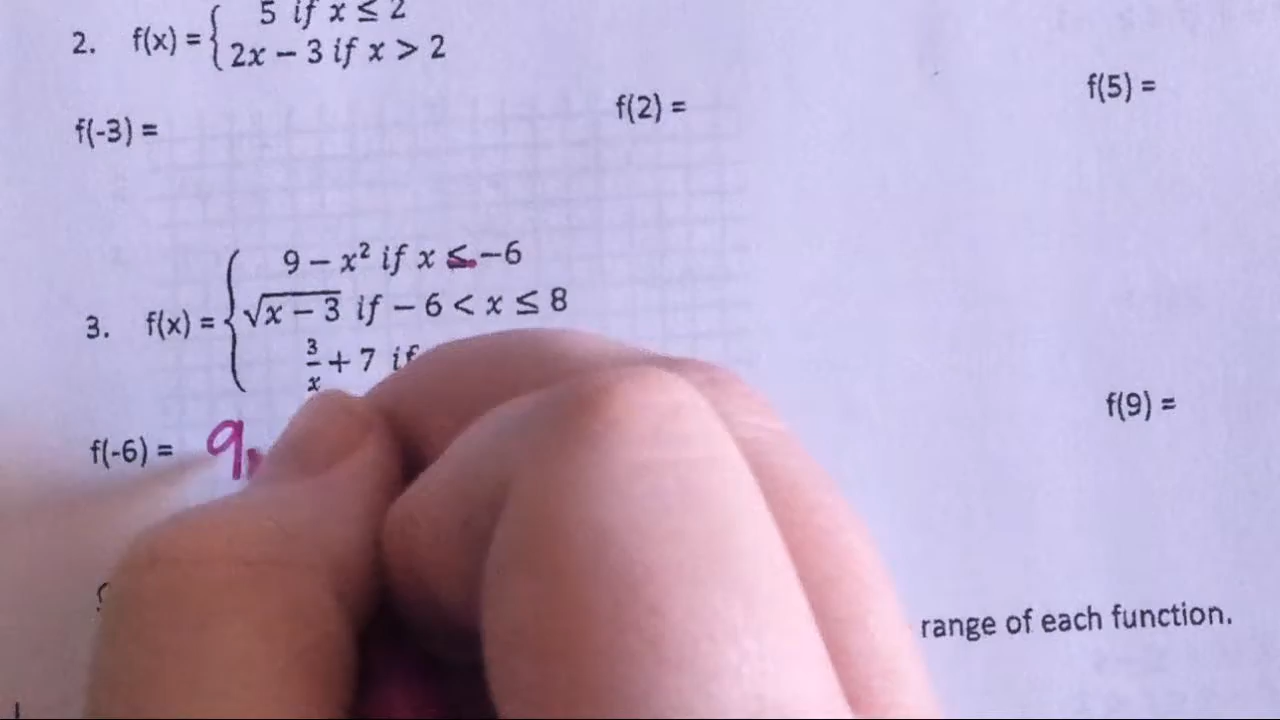 5 if x ≤ 2
2. f(x) = { 2x − 3 if x > 2
f(-3) =
f(2) =
f(5) =
9 − x² if x ≤ −6
3. f(x) = { √x − 3 if − 6 < x ≤ 8
3/x + 7 if
f(-6) = 9
f(9) =
range of each function.